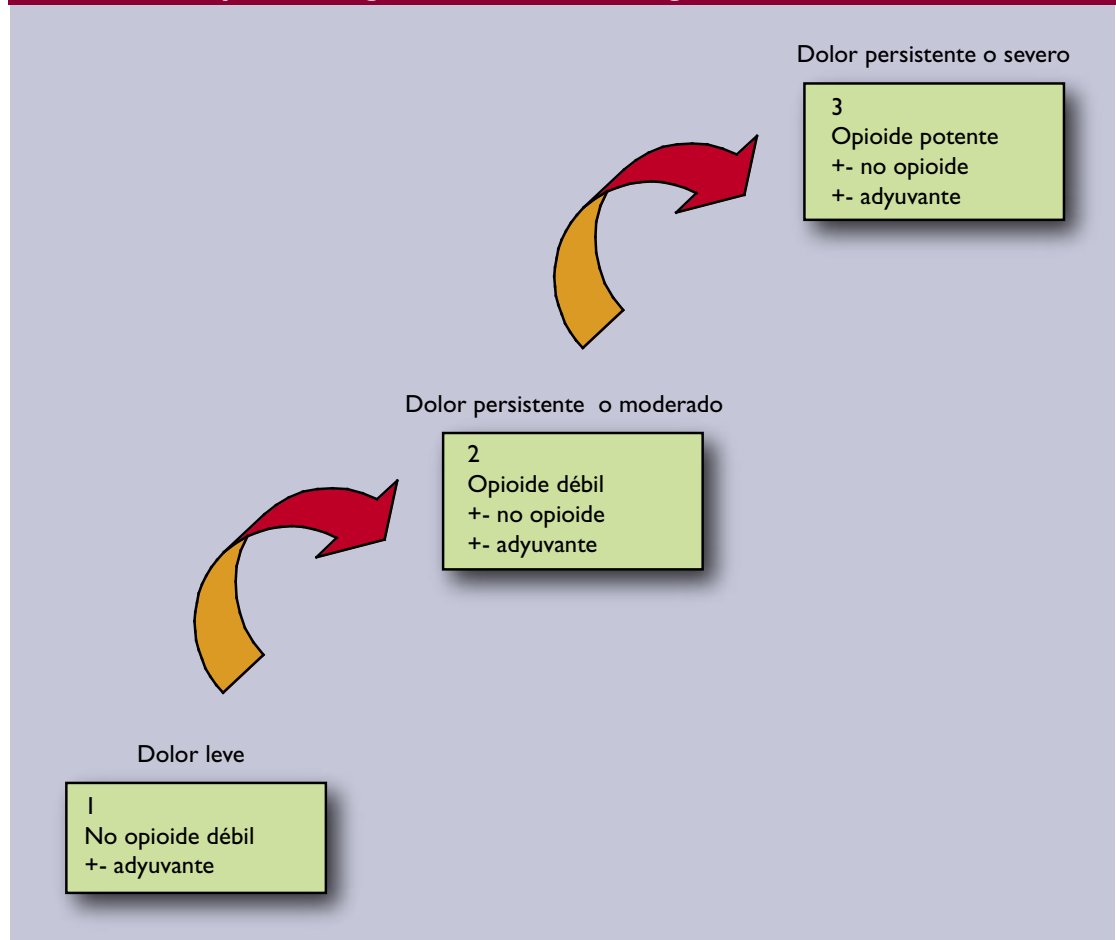 Dolor persistente o severo
3
Opioide potente
+- no opioide
+- adyuvante
Dolor persistente o moderado
2
Opioide débil
+- no opioide
+- adyuvante
Dolor leve
1
No opioide débil
+- adyuvante